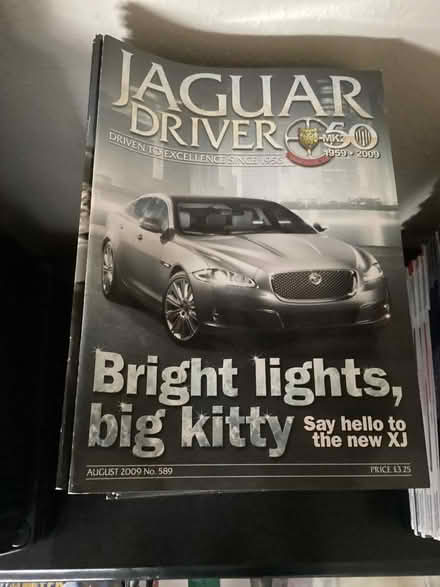 JAGUAR
DRIVER
DRIVEN TO EXCELLENCE SINCE 1956
MK2 50
1959 • 2009
Bright lights,
big kitty
Say hello to
the new XJ
AUGUST 2009 No. 589
PRICE £3.25